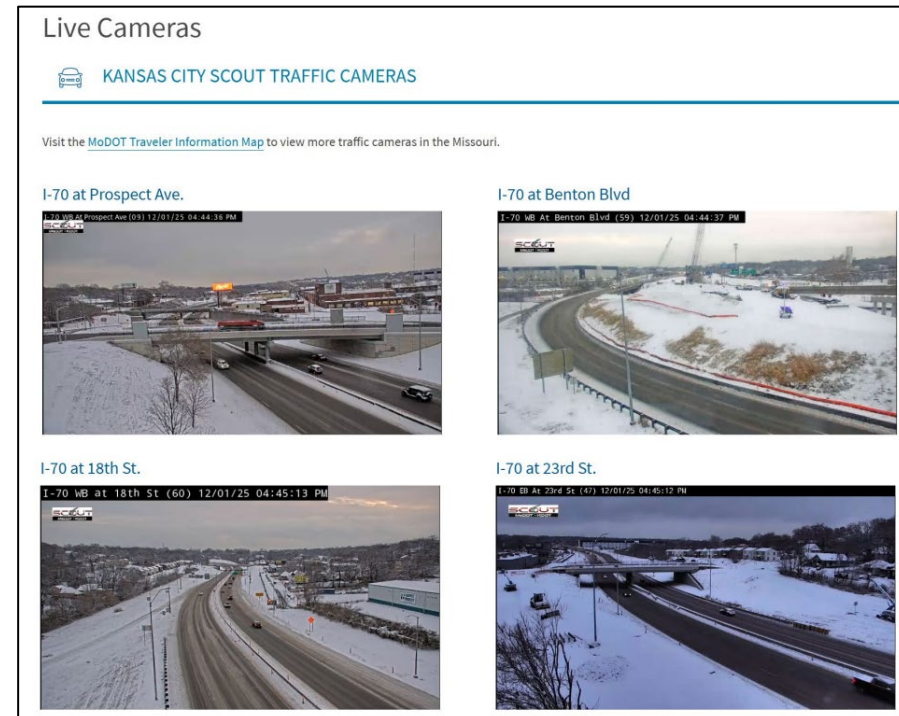 Live Cameras
KANSAS CITY SCOUT TRAFFIC CAMERAS
Visit the MoDOT Traveler Information Map to view more traffic cameras in the Missouri.
I-70 at Prospect Ave.
I-70 WB At Prospect Ave (09) 12/01/25 04:44:36 PM
SCOUT
I-70 at Benton Blvd
I-70 WB At Benton Blvd (59) 12/01/25 04:44:37 PM
SCOUT
I-70 at 18th St.
I-70 WB at 18th St (60) 12/01/25 04:45:13 PM
SCOUT
I-70 at 23rd St.
I-70 EB At 23rd St (47) 12/01/25 04:45:12 PM
SCOUT